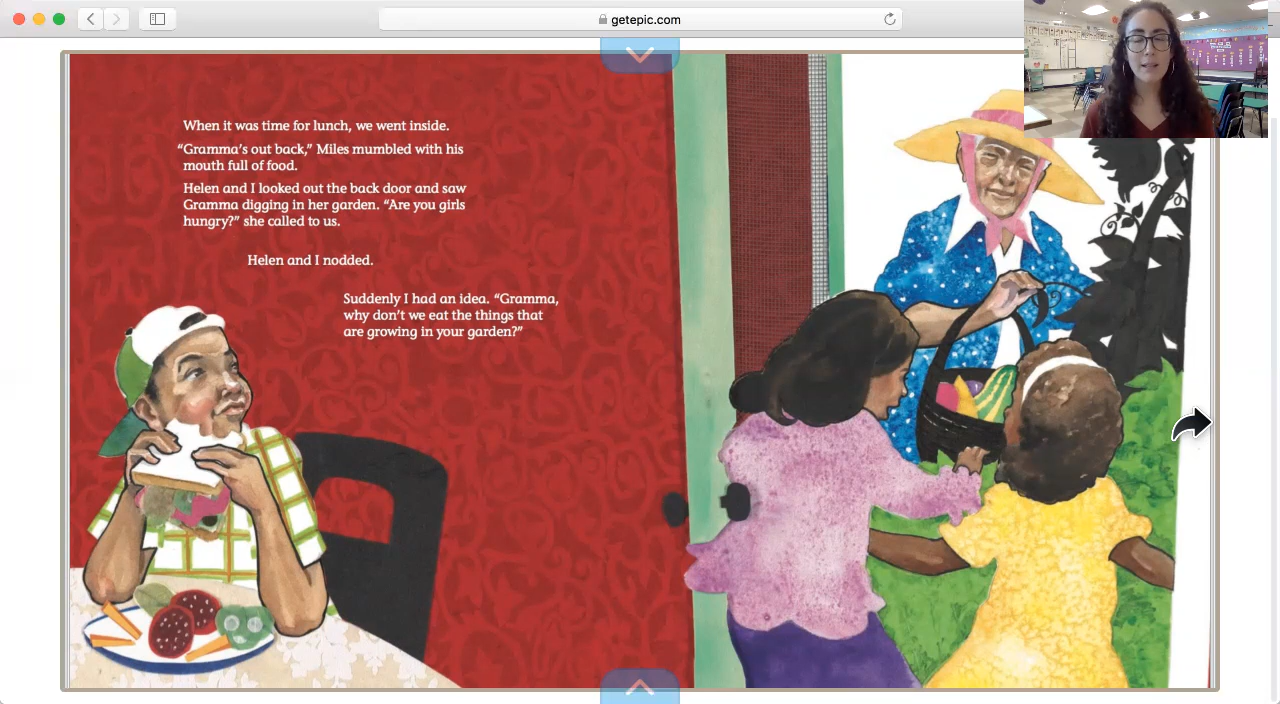 getepic.com
When it was time for lunch, we went inside.
“Gramma’s out back,” Miles mumbled with his
mouth full of food.
Helen and I looked out the back door and saw
Gramma digging in her garden. “Are you girls
hungry?” she called to us.
Helen and I nodded.
Suddenly I had an idea. “Gramma,
why don’t we eat the things that
are growing in your garden?”